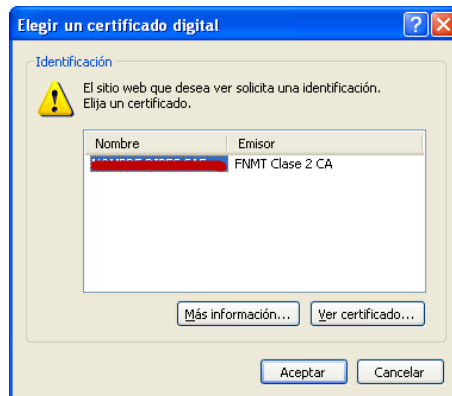 Elegir un certificado digital
Identificación
El sitio web que desea ver solicita una identificación.
Elija un certificado.
Nombre Emisor
FNMT Clase 2 CA
Más información... Ver certificado...
Aceptar Cancelar